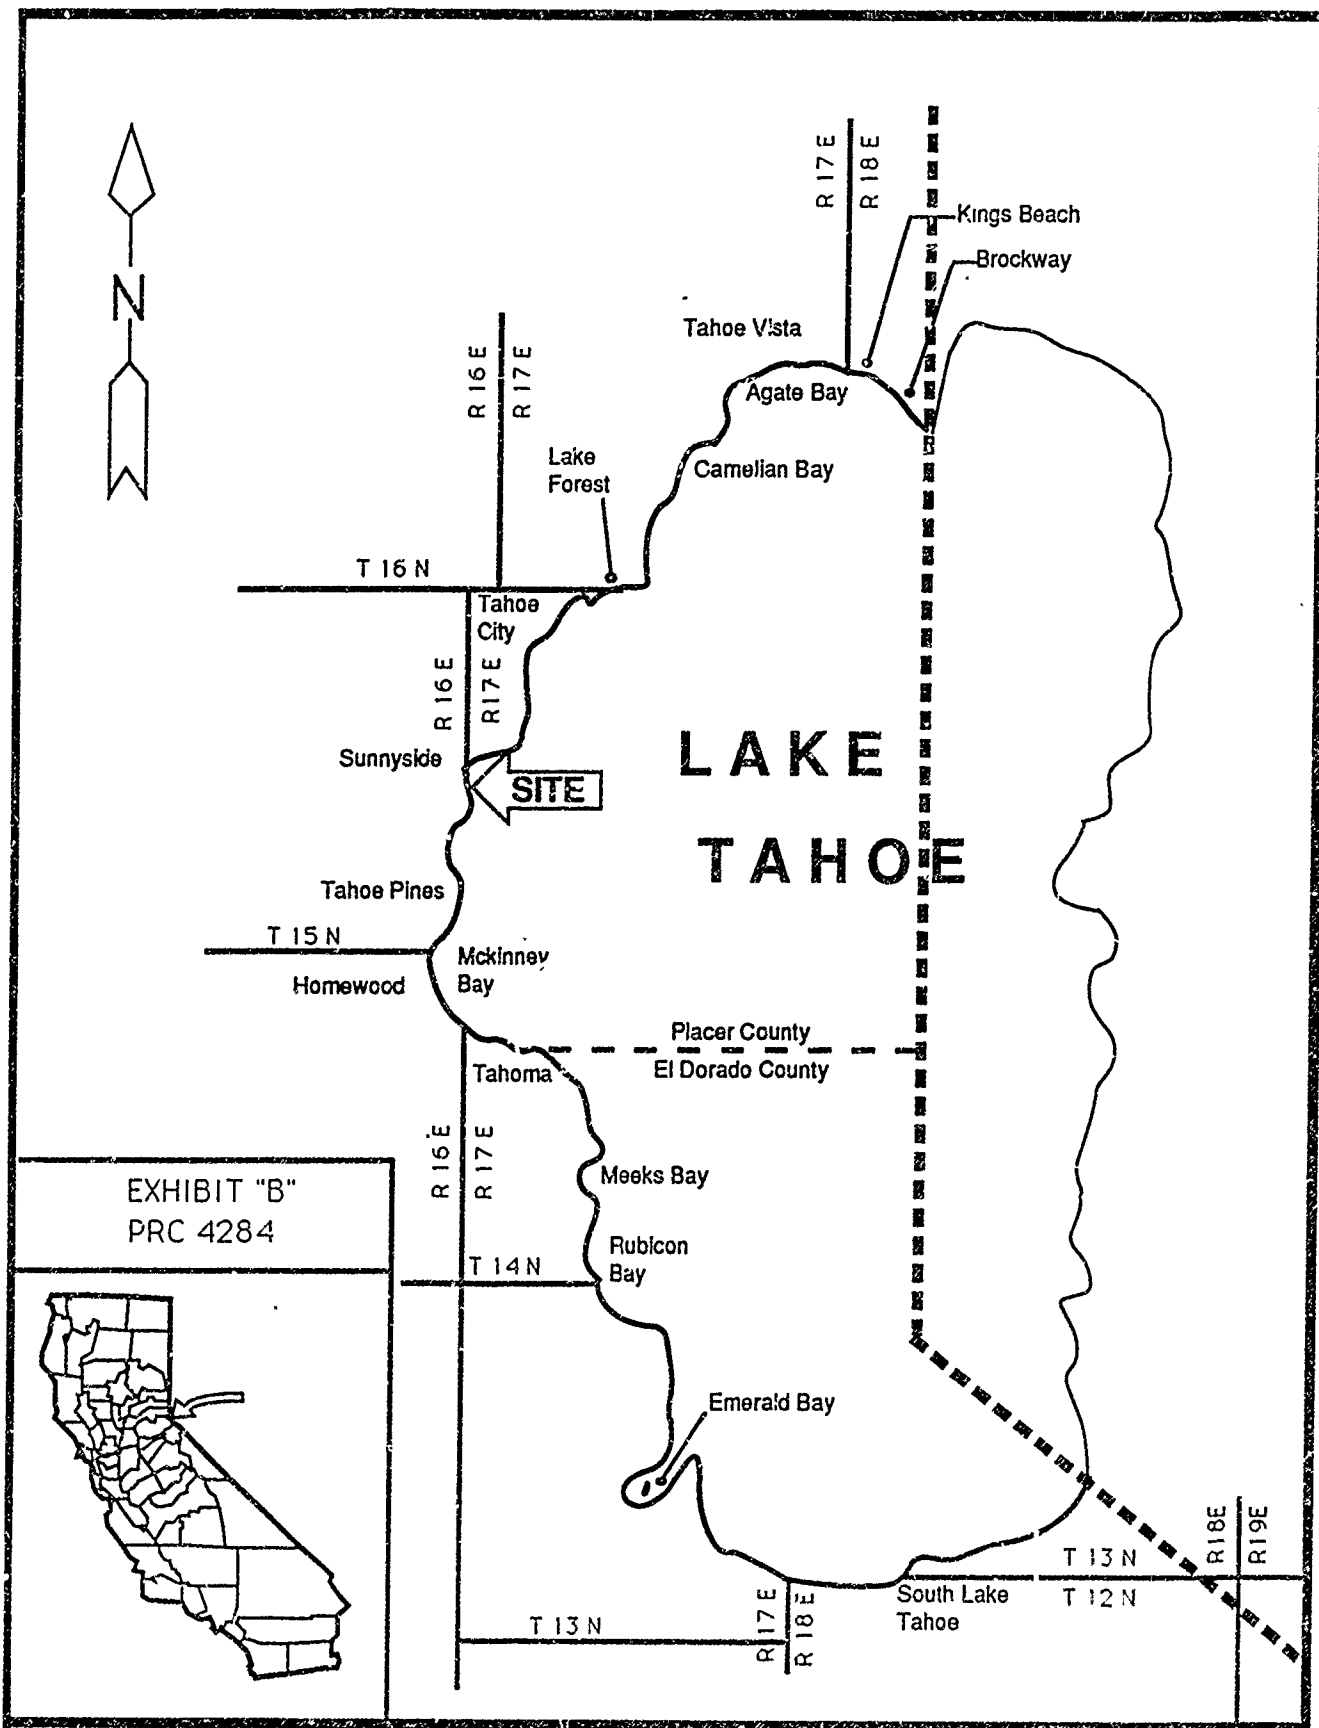 R 17 E
R 18 E
Kings Beach
Brockway
N
Tahoe Vista
R 16 E
R 17 E
Agate Bay
Lake
Forest
Camelian Bay
T 16 N
Tahoe
City
R 16 E
R 17 E
Sunnyside
SITE
LAKE
TAHOE
Tahoe Pines
T 15 N
Mckinney
Bay
Homewood
Placer County
El Dorado County
Tahoma
R 16 E
R 17 E
Meeks Bay
EXHIBIT "B"
PRC 4284
Rubicon
Bay
T 14 N
Emerald Bay
R 18 E
R 19 E
T 13 N
T 12 N
South Lake
Tahoe
R 17 E
R 18 E
T 13 N